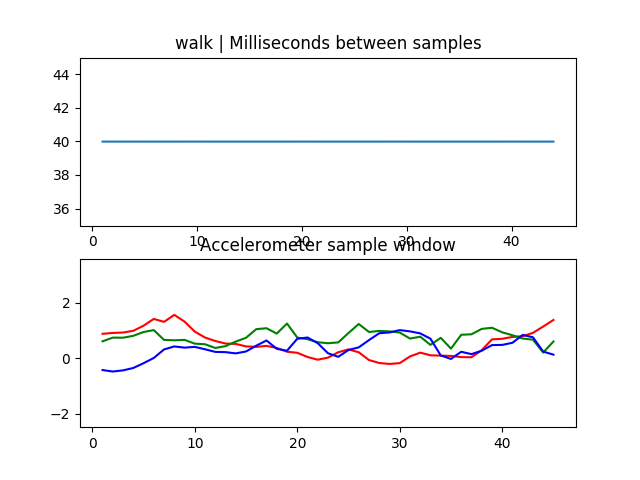 walk | Milliseconds between samples
44
42
40
38
36
0 10 20 30 40
Accelerometer sample window
2
0
−2
0 10 20 30 40